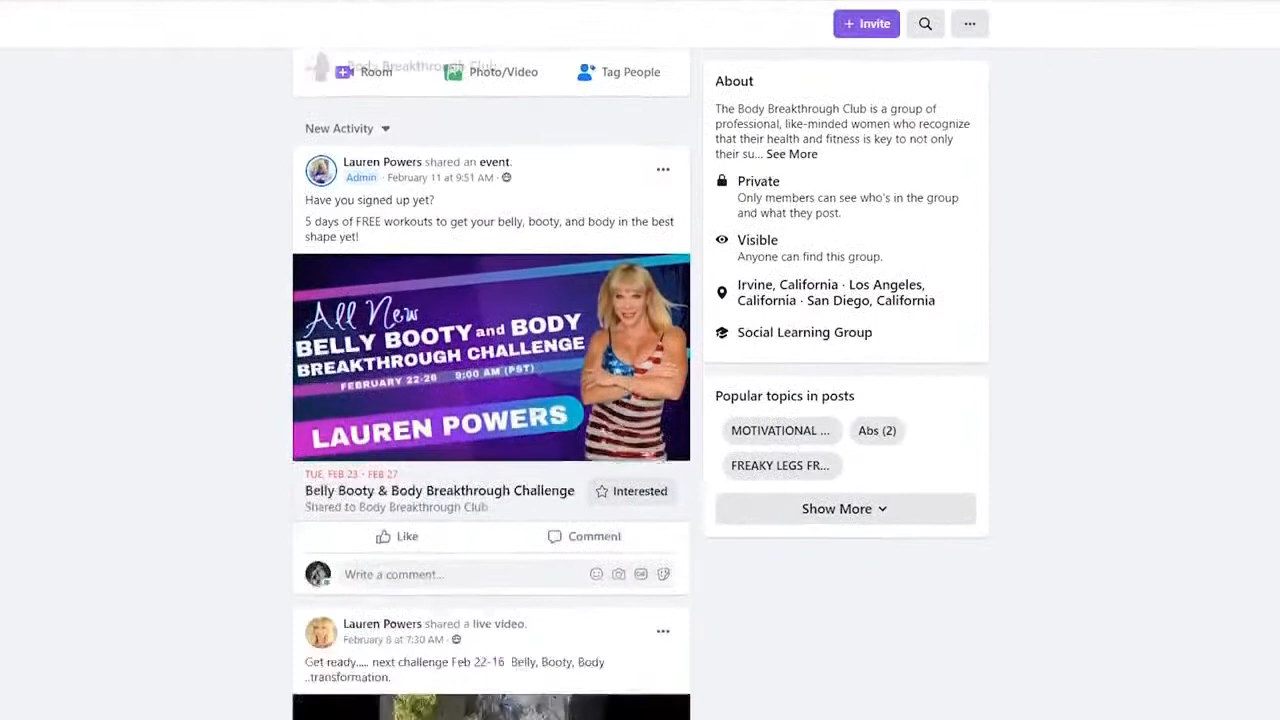 Invite
Body Breakthrough Club
Room
Photo/Video
Tag People
New Activity
Lauren Powers shared an event.
Admin · February 11 at 9:51 AM ·
Have you signed up yet?
5 days of FREE workouts to get your belly, booty, and body in the best
shape yet!
All New
BELLY BOOTY and BODY
BREAKTHROUGH CHALLENGE
FEBRUARY 22-26 9:00 AM (PST)
LAUREN POWERS
TUE, FEB 23 - FEB 27
Belly Booty & Body Breakthrough Challenge
Interested
Shared to Body Breakthrough Club
Like
Comment
Write a comment...
GIF
Lauren Powers shared a live video.
February 6 at 7:30 AM ·
Get ready..... next challenge Feb 22-16 Belly, Booty, Body
..transformation.
About
The Body Breakthrough Club is a group of
professional, like-minded women who recognize
that their health and fitness is key to not only
their su... See More
Private
Only members can see who's in the group
and what they post.
Visible
Anyone can find this group.
Irvine, California · Los Angeles,
California · San Diego, California
Social Learning Group
Popular topics in posts
MOTIVATIONAL ...
Abs (2)
FREAKY LEGS FR...
Show More